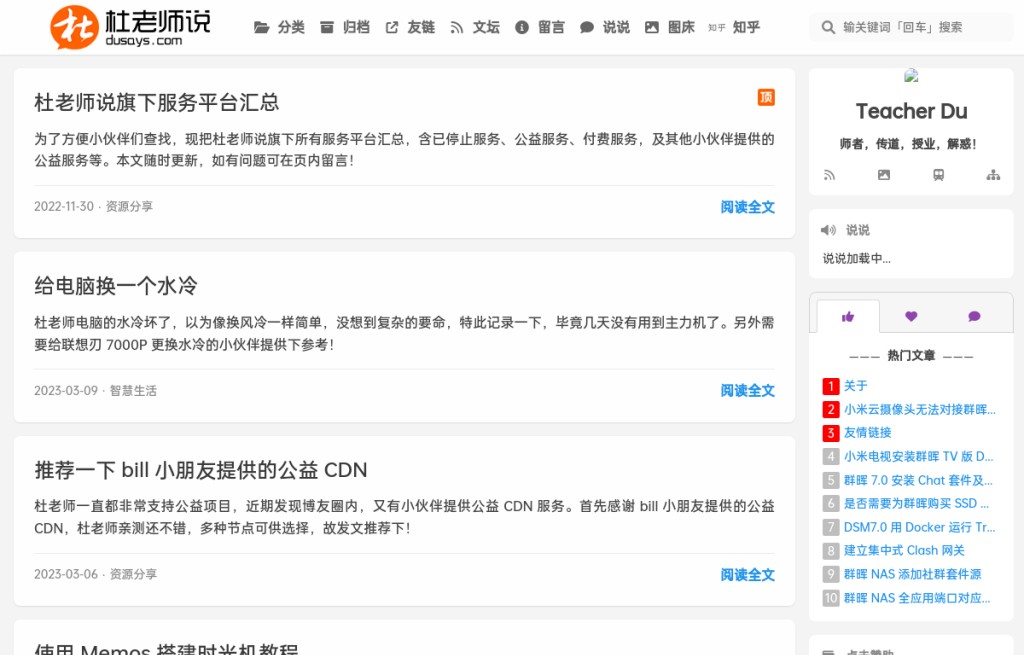 杜老师说
dusays.com
分类
归档
友链
文坛
留言
说说
图床
知乎 知乎
输关键词「回车」搜索
杜老师说旗下服务平台汇总
顶
为了方便小伙伴们查找，现把杜老师说旗下所有服务平台汇总，含已停止服务、公益服务、付费服务，及其他小伙伴提供的
公益服务等。本文随时更新，如有问题可在页内留言！
2022-11-30 · 资源分享
阅读全文
给电脑换一个水冷
杜老师电脑的水冷坏了，以为像换风冷一样简单，没想到复杂的要命，特此记录一下，毕竟几天没有用到主力机了。另外需
要给联想刃 7000P 更换水冷的小伙伴提供下参考！
2023-03-09 · 智慧生活
阅读全文
推荐一下 bill 小朋友提供的公益 CDN
杜老师一直都非常支持公益项目，近期发现博友圈内，又有小伙伴提供公益 CDN 服务。首先感谢 bill 小朋友提供的公益
CDN，杜老师亲测还不错，多种节点可供选择，故发文推荐下！
2023-03-06 · 资源分享
阅读全文
使用 Memos 搭建时光机教程
Teacher Du
师者，传道，授业，解惑！
说说
说说加载中...
——— 热门文章 ———
1 关于
2 小米云摄像头无法对接群晖...
3 友情链接
4 小米电视安装群晖 TV 版 D...
5 群晖 7.0 安装 Chat 套件及...
6 是否需要为群晖购买 SSD ...
7 DSM7.0 用 Docker 运行 Tr...
8 建立集中式 Clash 网关
9 群晖 NAS 添加社群套件源
10 群晖 NAS 全应用端口对应...
点击赞助